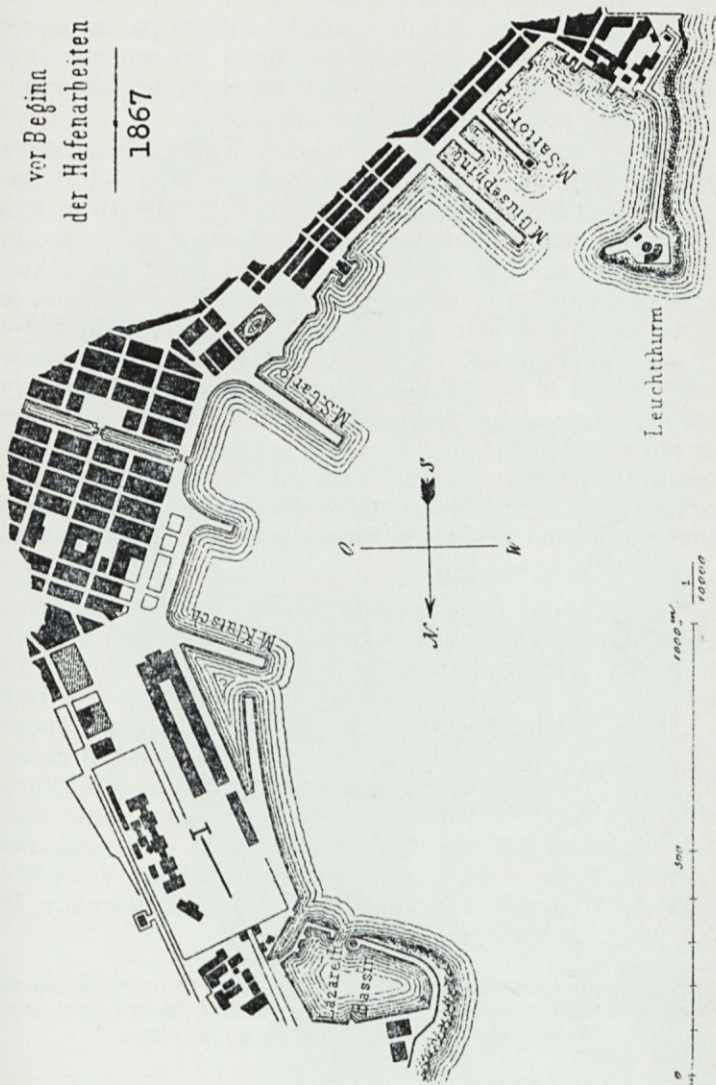 vor Beginn
der Hafenarbeiten
1867
M. Sartorio
M. Giuseppino
M. S. Carlo
Leuchtthurm
O.
S
N.
W.
M. Klutsch
Lazareth
Bassin
0
500
1000 m
1
10000